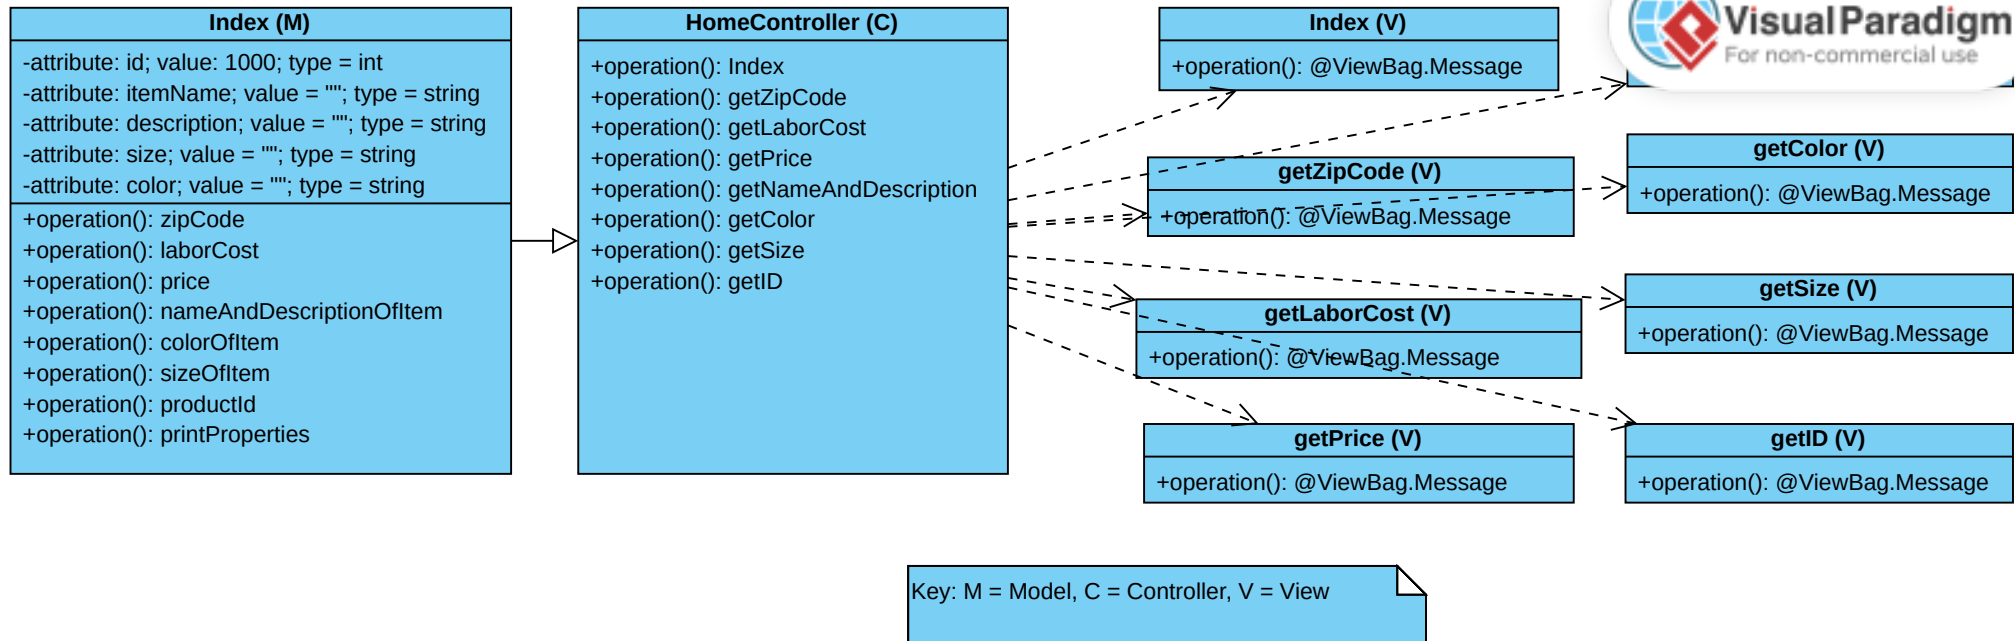 Index (M)
-attribute: id; value: 1000; type = int
-attribute: itemName; value = ""; type = string
-attribute: description; value = ""; type = string
-attribute: size; value = ""; type = string
-attribute: color; value = ""; type = string
+operation(): zipCode
+operation(): laborCost
+operation(): price
+operation(): nameAndDescriptionOfItem
+operation(): colorOfItem
+operation(): sizeOfItem
+operation(): productId
+operation(): printProperties
HomeController (C)
+operation(): Index
+operation(): getZipCode
+operation(): getLaborCost
+operation(): getPrice
+operation(): getNameAndDescription
+operation(): getColor
+operation(): getSize
+operation(): getID
Index (V)
+operation(): @ViewBag.Message
Visual Paradigm
For non-commercial use
getZipCode (V)
+operation(): @ViewBag.Message
getColor (V)
+operation(): @ViewBag.Message
getLaborCost (V)
+operation(): @ViewBag.Message
getSize (V)
+operation(): @ViewBag.Message
getPrice (V)
+operation(): @ViewBag.Message
getID (V)
+operation(): @ViewBag.Message
Key: M = Model, C = Controller, V = View